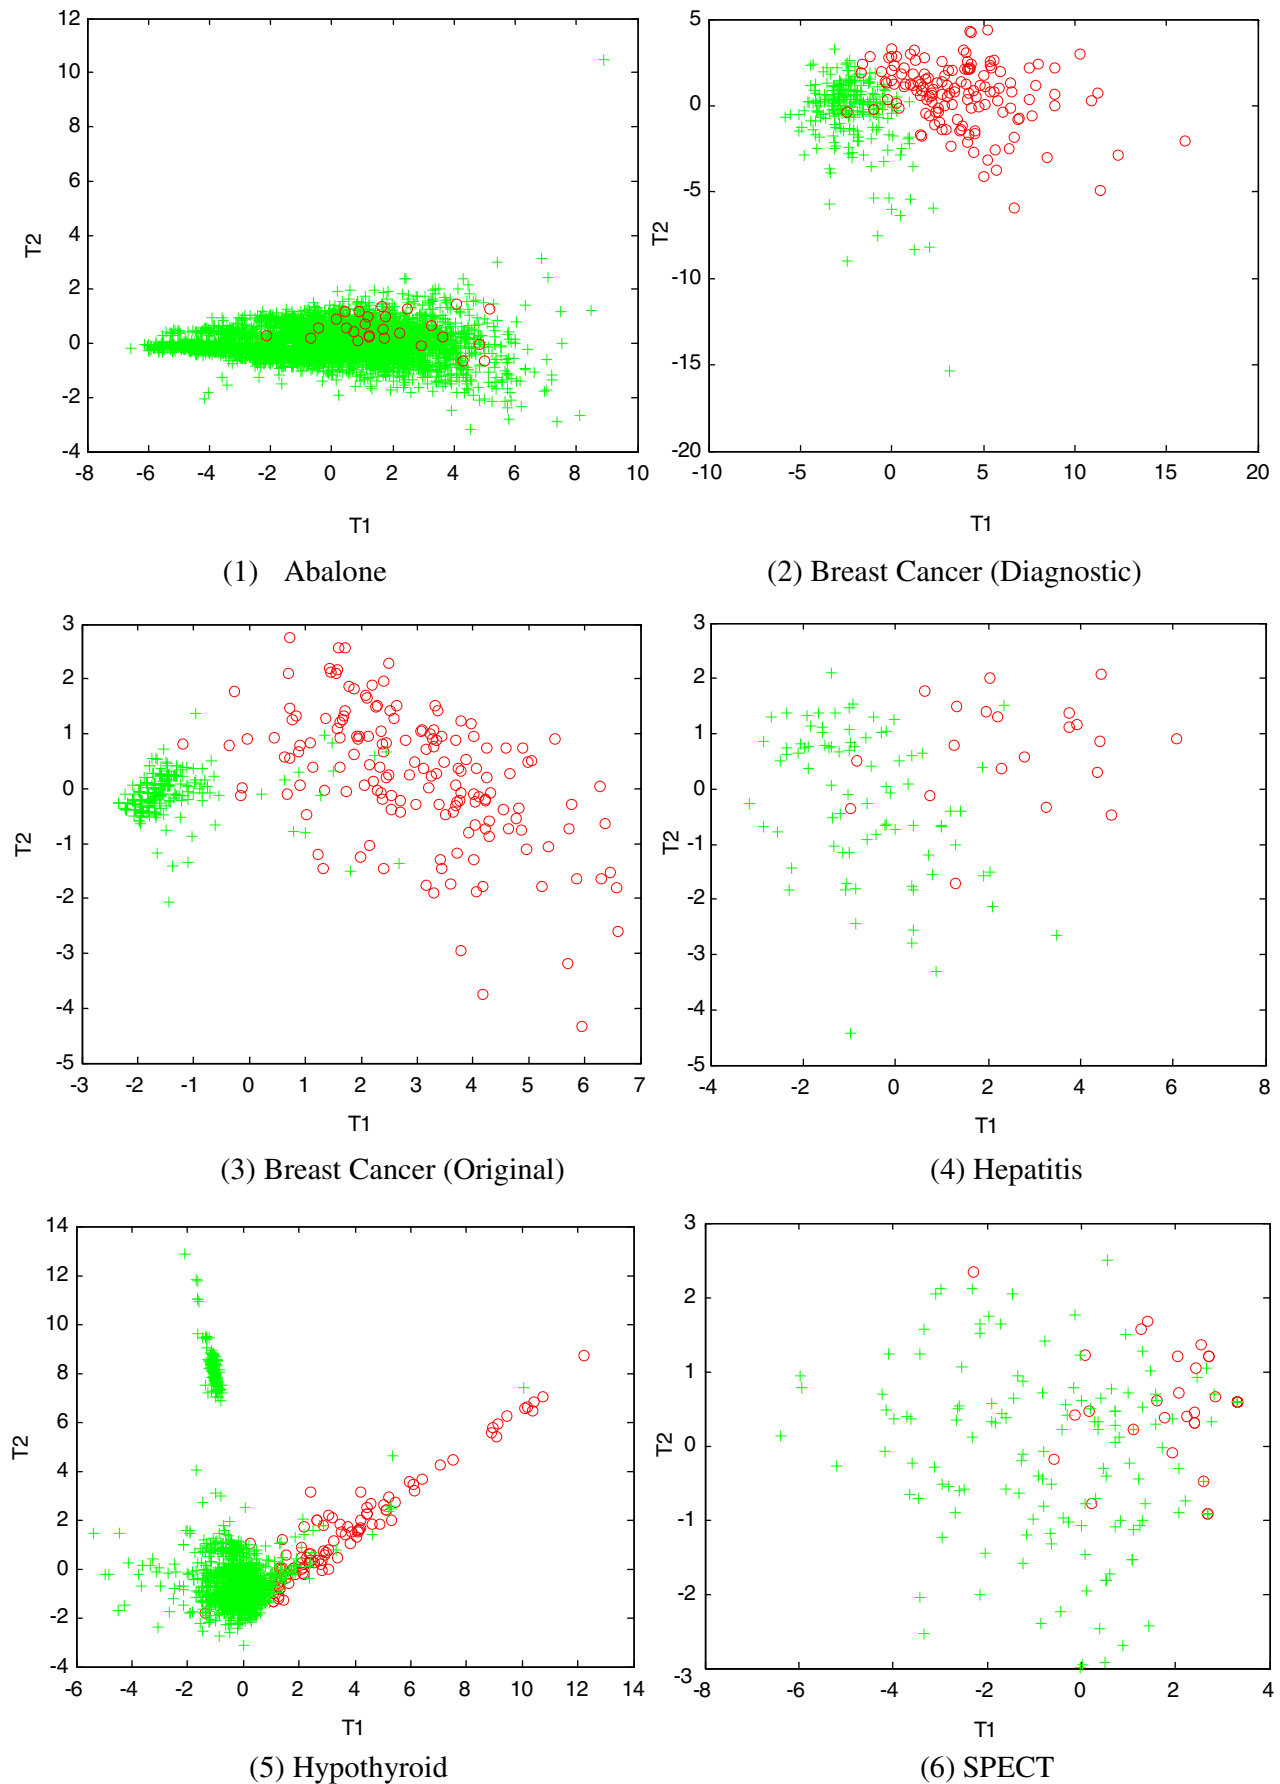 12
10
8
6
4
2
0
-2
-4
T2
-8 -6 -4 -2 0 2 4 6 8 10
T1
(1) Abalone
5
0
-5
-10
-15
-20
T2
-10 -5 0 5 10 15 20
T1
(2) Breast Cancer (Diagnostic)
3
2
1
0
-1
-2
-3
-4
-5
T2
-3 -2 -1 0 1 2 3 4 5 6 7
T1
(3) Breast Cancer (Original)
3
2
1
0
-1
-2
-3
-4
-5
T2
-4 -2 0 2 4 6 8
T1
(4) Hepatitis
14
12
10
8
6
4
2
0
-2
-4
T2
-6 -4 -2 0 2 4 6 8 10 12 14
T1
(5) Hypothyroid
3
2
1
0
-1
-2
-3
T2
-8 -6 -4 -2 0 2 4
T1
(6) SPECT